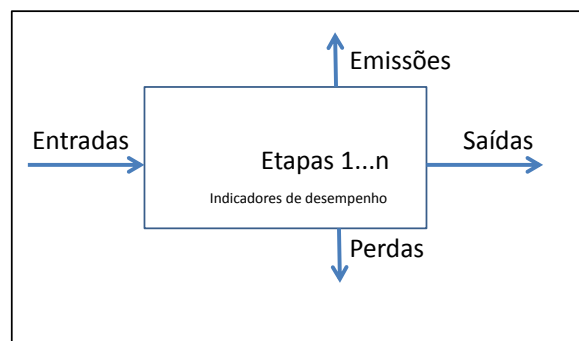 Emissões
Entradas
Etapas 1...n
Saídas
Indicadores de desempenho
Perdas